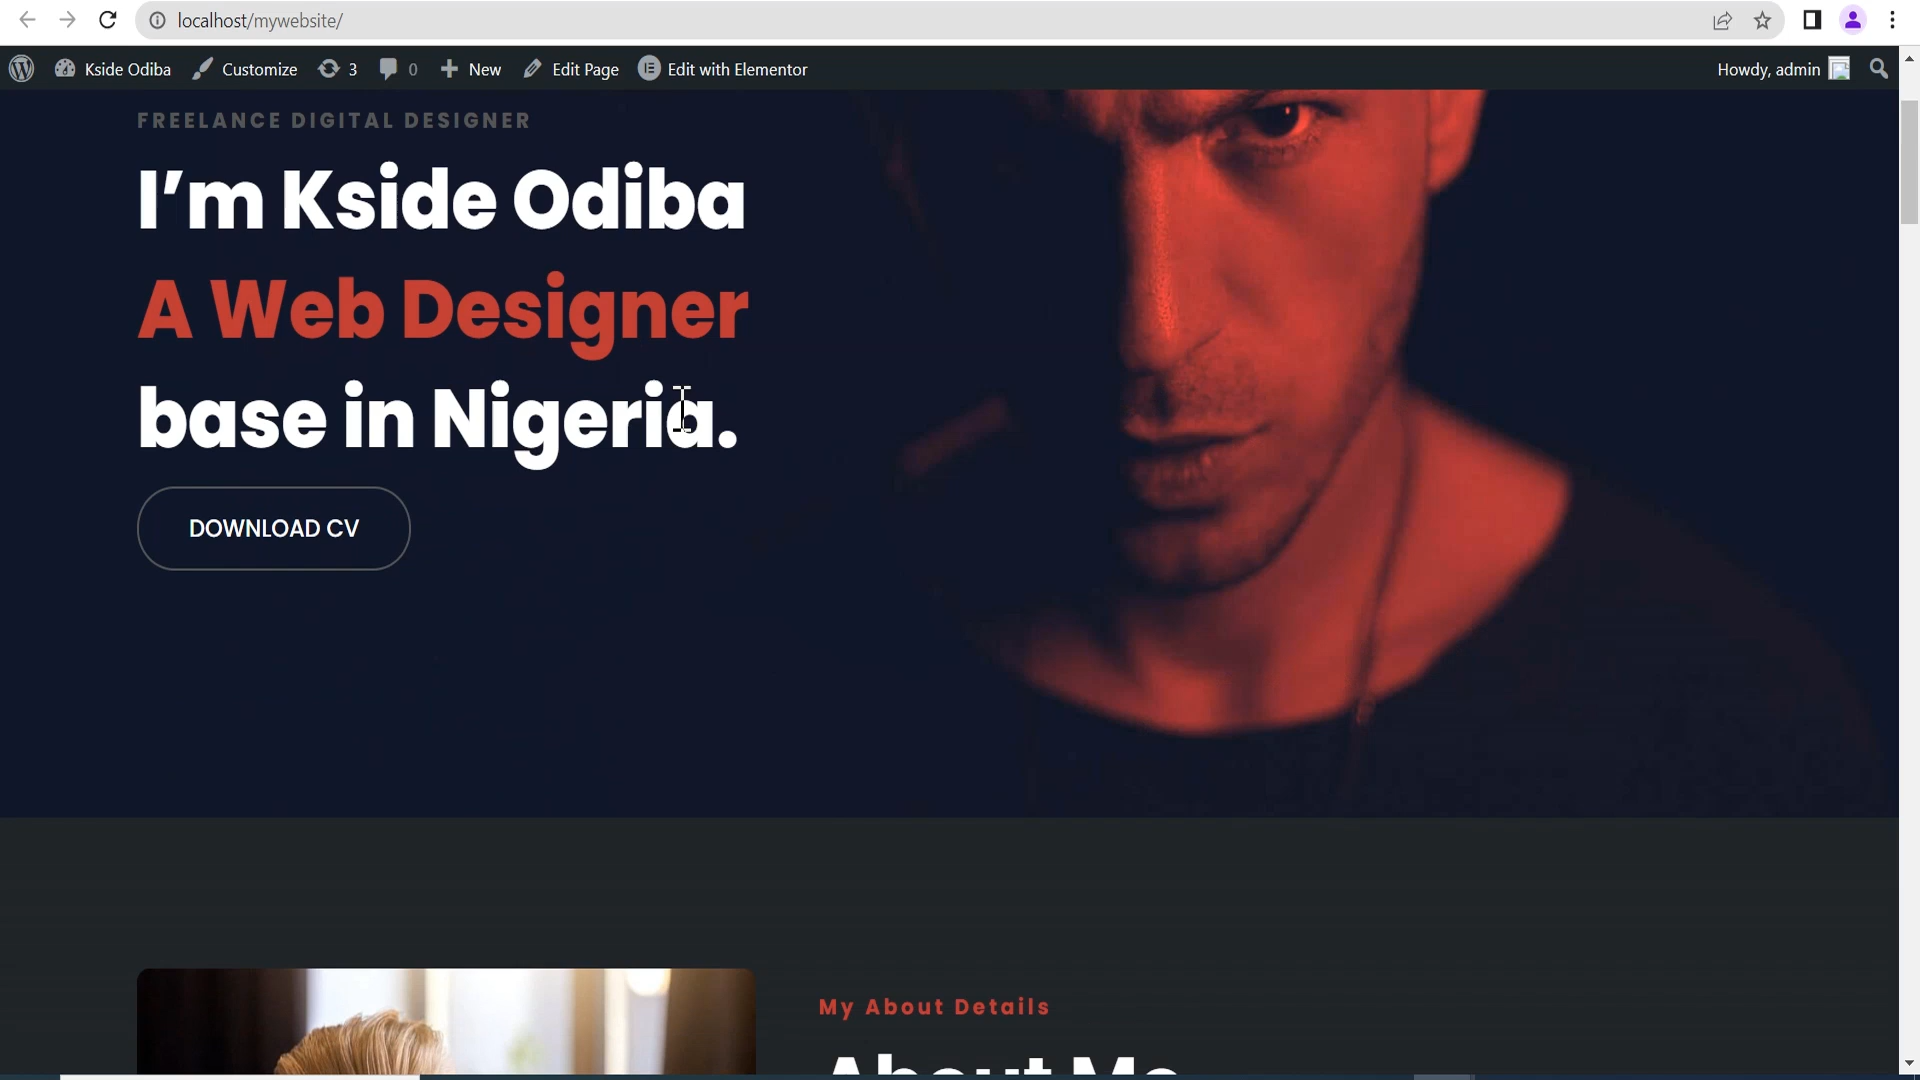 localhost/mywebsite/
Kside Odiba Customize 3 0 New Edit Page Edit with Elementor Howdy, admin
FREELANCE DIGITAL DESIGNER
I’m Kside Odiba
A Web Designer
base in Nigeria.
DOWNLOAD CV
My About Details
About Me